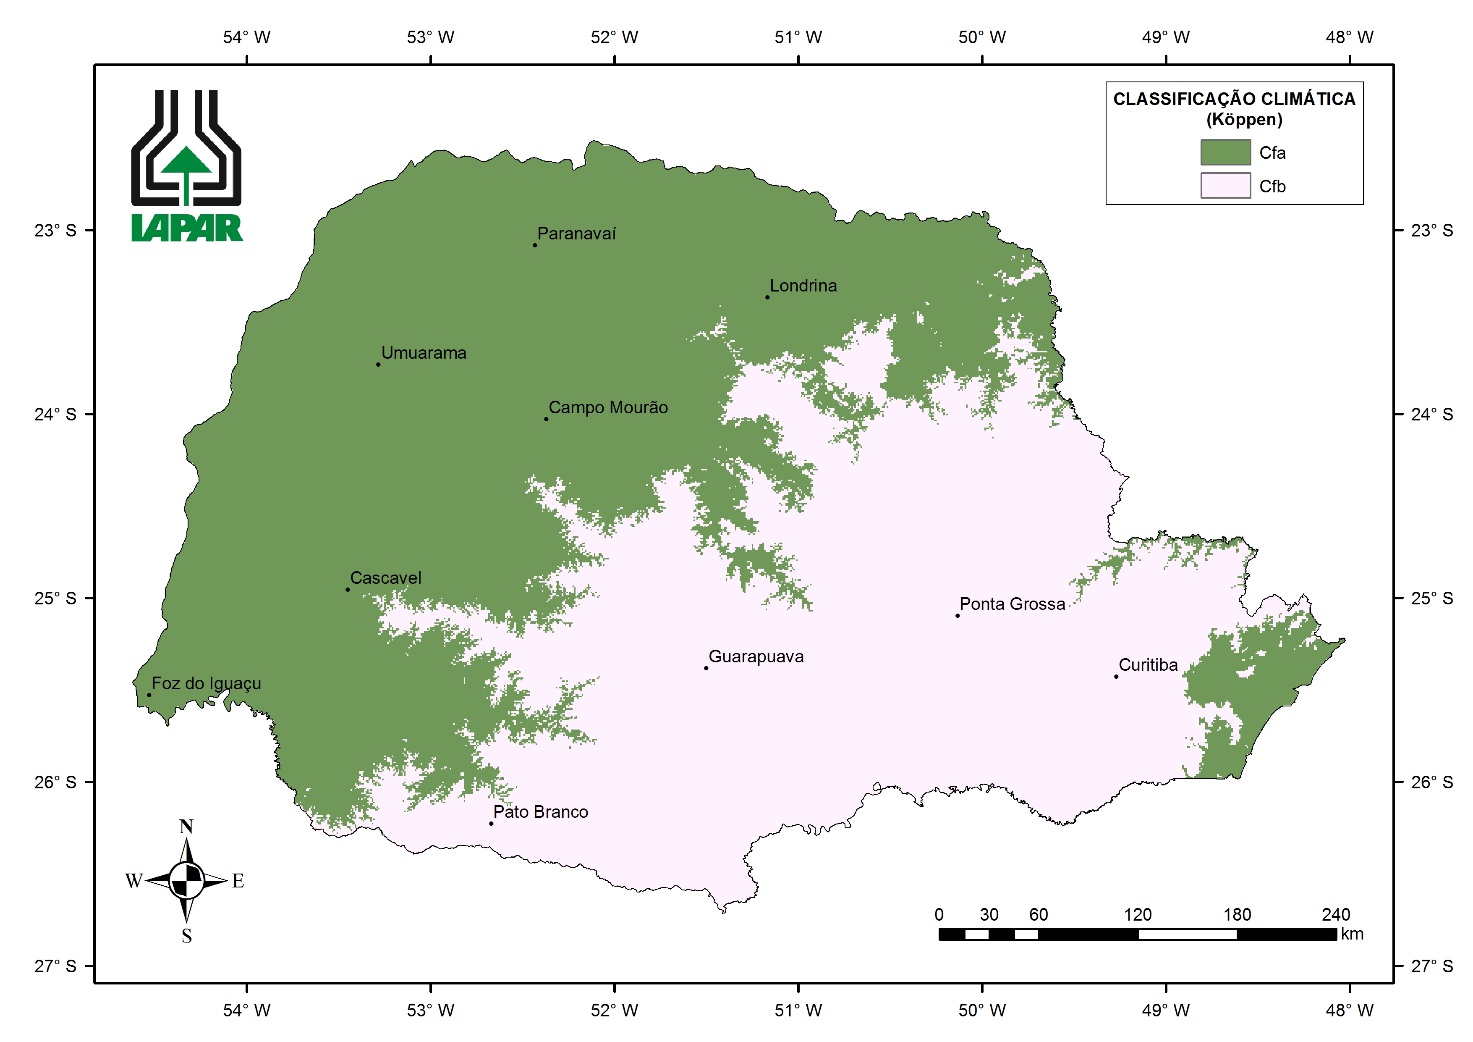 54° W 53° W 52° W 51° W 50° W 49° W 48° W
CLASSIFICAÇÃO CLIMÁTICA
(Köppen)
Cfa
Cfb
IAPAR
23° S 23° S
Paranavaí
Londrina
Umuarama
Campo Mourão
24° S 24° S
Cascavel
25° S 25° S
Ponta Grossa
Guarapuava
Curitiba
Foz do Iguaçu
26° S 26° S
Pato Branco
N
W E
S
0 30 60 120 180 240
km
27° S 27° S
54° W 53° W 52° W 51° W 50° W 49° W 48° W